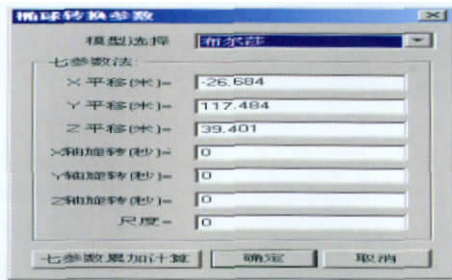 椭球转换参数
模型选择 布尔莎
七参数法:
X平移(米)= -26.684
Y平移(米)= 117.484
Z平移(米)= 39.401
X轴旋转(秒)= 0
Y轴旋转(秒)= 0
Z轴旋转(秒)= 0
尺度= 0
七参数累加计算 确定 取消